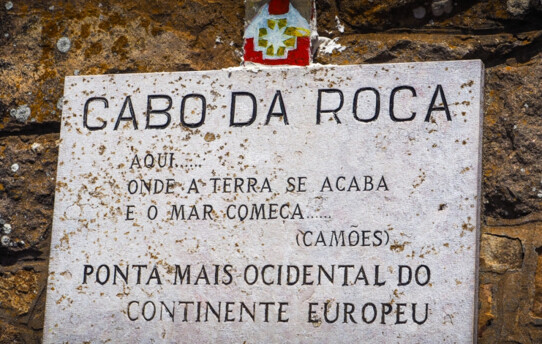 CABO DA ROCA
AQUI......
ONDE A TERRA SE ACABA
E O MAR COMEÇA......
(CAMÕES)
PONTA MAIS OCIDENTAL DO
CONTINENTE EUROPEU